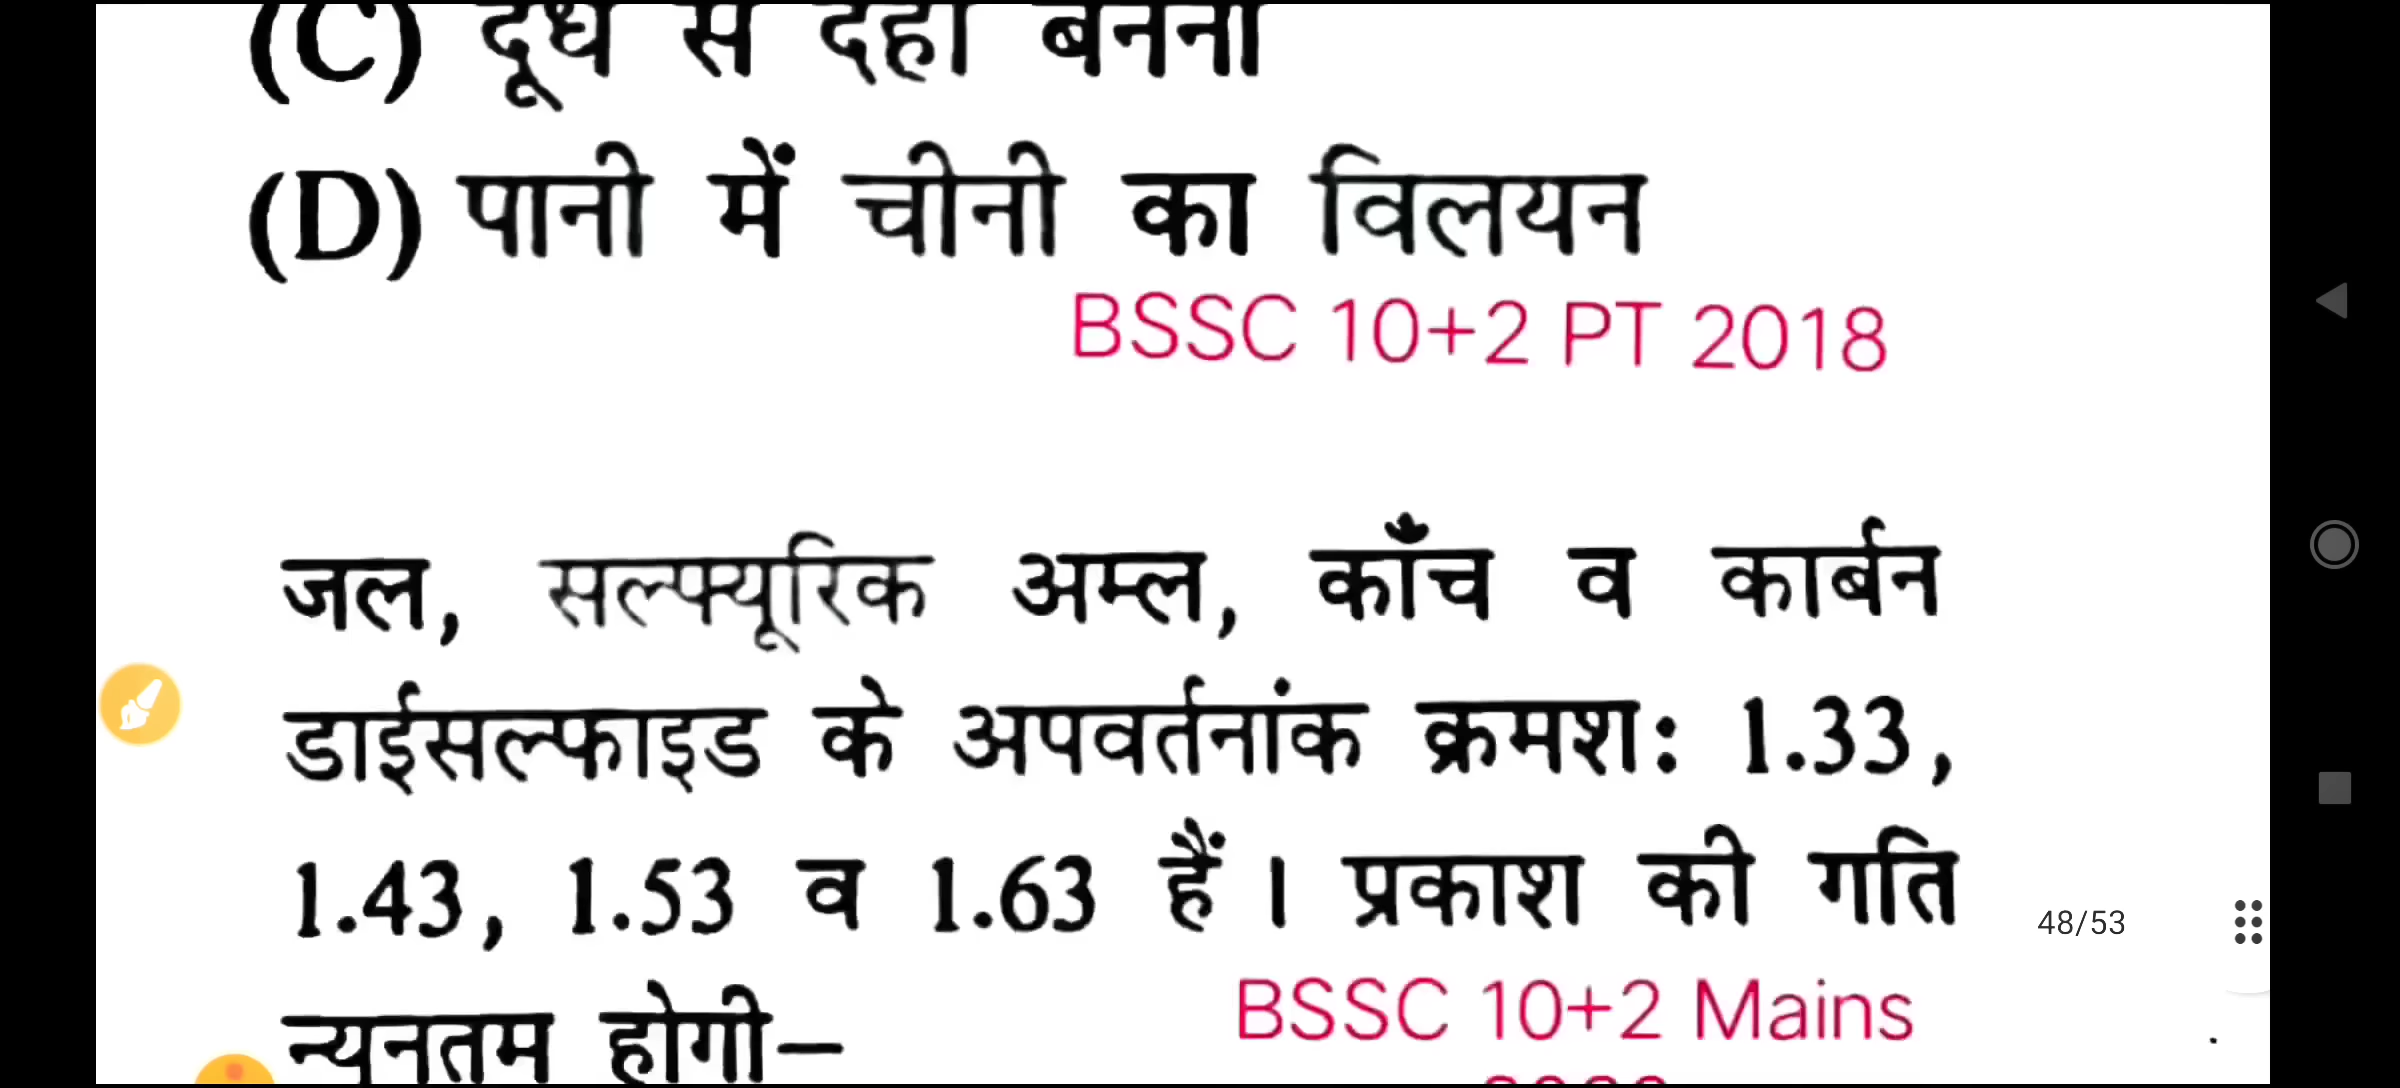 (C) दूध से दही बनना
(D) पानी में चीनी का विलयन
BSSC 10+2 PT 2018
जल, सल्फ्यूरिक अम्ल, काँच व कार्बन
डाईसल्फाइड के अपवर्तनांक क्रमशः 1.33,
1.43, 1.53 व 1.63 हैं। प्रकाश की गति
48/53
न्यूनतम होगी–
BSSC 10+2 Mains